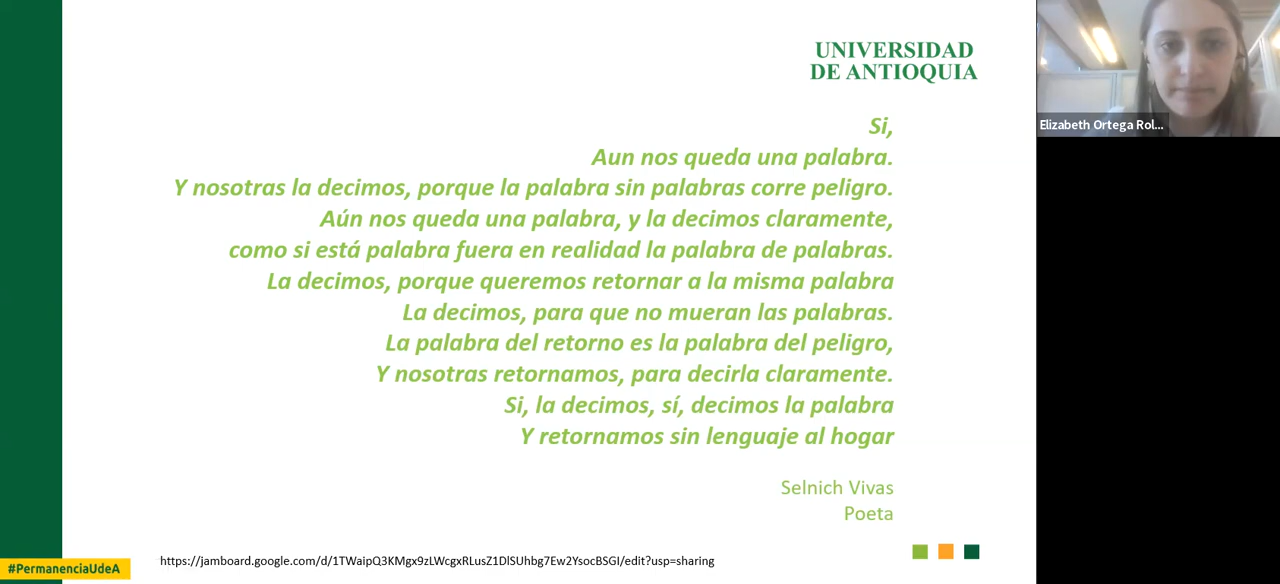 UNIVERSIDAD
DE ANTIOQUIA
Elizabeth Ortega Rol...
Si,
Aun nos queda una palabra.
Y nosotras la decimos, porque la palabra sin palabras corre peligro.
Aún nos queda una palabra, y la decimos claramente,
como si está palabra fuera en realidad la palabra de palabras.
La decimos, porque queremos retornar a la misma palabra
La decimos, para que no mueran las palabras.
La palabra del retorno es la palabra del peligro,
Y nosotras retornamos, para decirla claramente.
Si, la decimos, sí, decimos la palabra
Y retornamos sin lenguaje al hogar
Selnich Vivas
Poeta
https://jamboard.google.com/d/1TWaipQ3KMgx9zLWcgxRLusZ1DlSUhbg7Ew2YsocBSGI/edit?usp=sharing
#PermanenciaUdeA